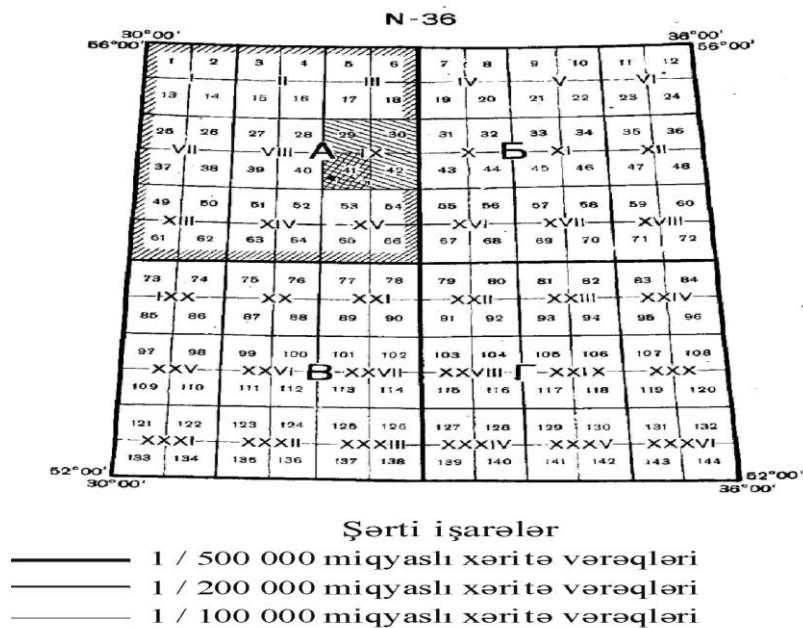 N-36
30°00' 36°00'
56°00' 56°00'
1 2 3 4 5 6 7 8 9 10 11 12
I II III IV V VI
13 14 15 16 17 18 19 20 21 22 23 24
25 26 27 28 29 30 31 32 33 34 35 36
VII VIII А IX X Б XI XII
37 38 39 40 41 42 43 44 45 46 47 48
49 50 51 52 53 54 55 56 57 58 59 60
XIII XIV XV XVI XVII XVIII
61 62 63 64 65 66 67 68 69 70 71 72
73 74 75 76 77 78 79 80 81 82 83 84
IXX XX XXI XXII XXIII XXIV
85 86 87 88 89 90 91 92 93 94 95 96
97 98 99 100 101 102 103 104 105 106 107 108
XXV XXVI В XXVII XXVIII Г XXIX XXX
109 110 111 112 113 114 115 116 117 118 119 120
121 122 123 124 125 126 127 128 129 130 131 132
XXXI XXXII XXXIII XXXIV XXXV XXXVI
133 134 135 136 137 138 139 140 141 142 143 144
52°00' 52°00'
30°00' 36°00'
Şərti işarələr
1 / 500 000 miqyaslı xəritə vərəqləri
1 / 200 000 miqyaslı xəritə vərəqləri
1 / 100 000 miqyaslı xəritə vərəqləri